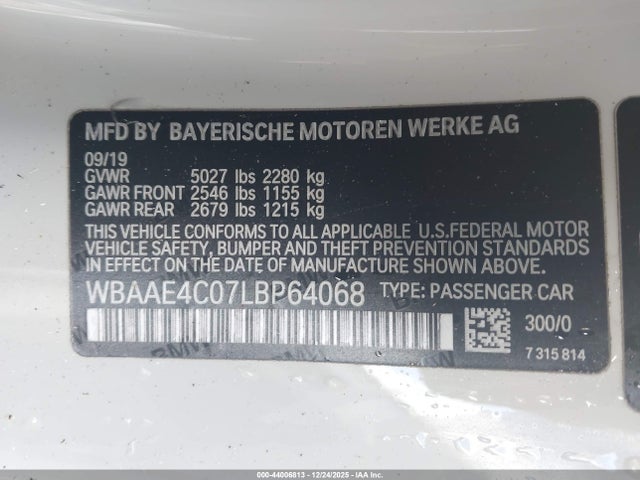 MFD BY BAYERISCHE MOTOREN WERKE AG
09/19
GVWR 5027 lbs 2280 kg
GAWR FRONT 2546 lbs 1155 kg
GAWR REAR 2679 lbs 1215 kg
THIS VEHICLE CONFORMS TO ALL APPLICABLE U.S.FEDERAL MOTOR
VEHICLE SAFETY, BUMPER AND THEFT PREVENTION STANDARDS
IN EFFECT ON THE DATE OF MANUFACTURE SHOWN ABOVE.
WBAAE4C07LBP64068 TYPE: PASSENGER CAR
300/0
7 315 814
BMW
000-44006813 - 12/24/2025 - IAAI.COM